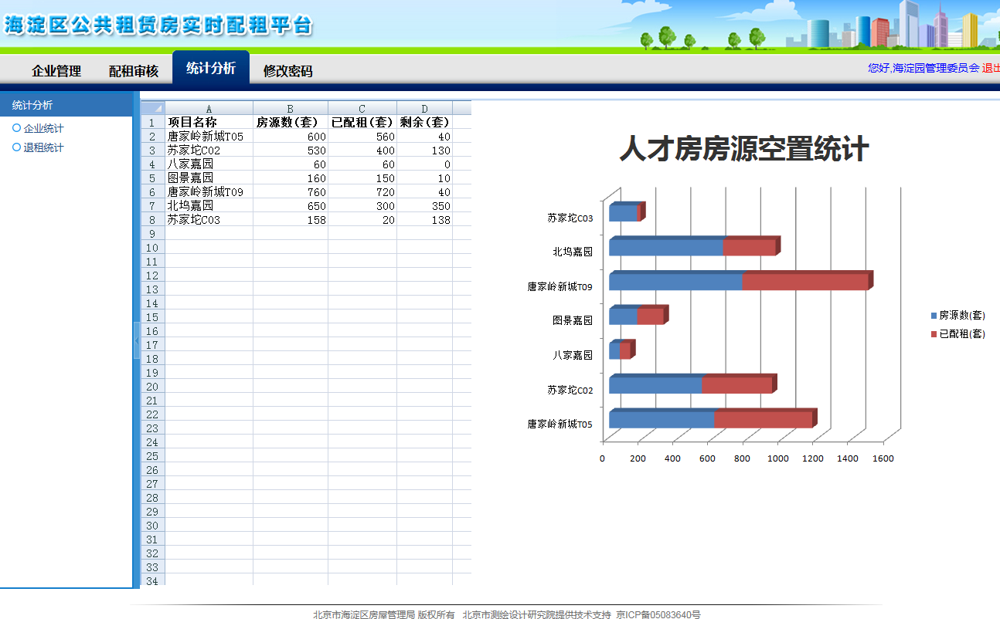 海淀区公共租赁房实时配租平台
企业管理 配租审核 统计分析 修改密码
您好,海淀园管理委员会 退出
统计分析
企业统计
退租统计
A B C D
1 项目名称 房源数(套) 已配租(套) 剩余(套)
2 唐家岭新城T05 600 560 40
3 苏家坨C02 530 400 130
4 八家嘉园 60 60 0
5 图景嘉园 160 150 10
6 唐家岭新城T09 760 720 40
7 北坞嘉园 650 300 350
8 苏家坨C03 158 20 138
9
10
11
12
13
14
15
16
17
18
19
20
21
22
23
24
25
26
27
28
29
30
31
32
33
34
人才房房源空置统计
苏家坨C03
北坞嘉园
唐家岭新城T09
图景嘉园
八家嘉园
苏家坨C02
唐家岭新城T05
0 200 400 600 800 1000 1200 1400 1600
房源数(套)
已配租(套)
北京市海淀区房屋管理局 版权所有 北京市测绘设计研究院提供技术支持 京ICP备05083640号